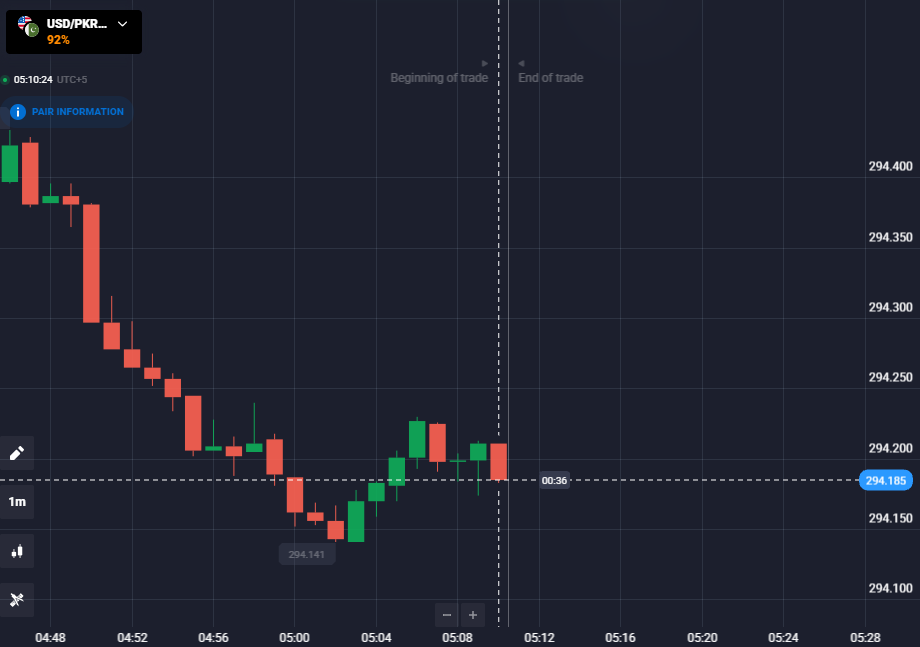 USD/PKR...
92%
05:10:24 UTC+5
Beginning of trade
End of trade
i PAIR INFORMATION
294.400
294.350
294.300
294.250
294.200
00:36
294.185
1m
294.150
294.141
294.100
− +
04:48 04:52 04:56 05:00 05:04 05:08 05:12 05:16 05:20 05:24 05:28